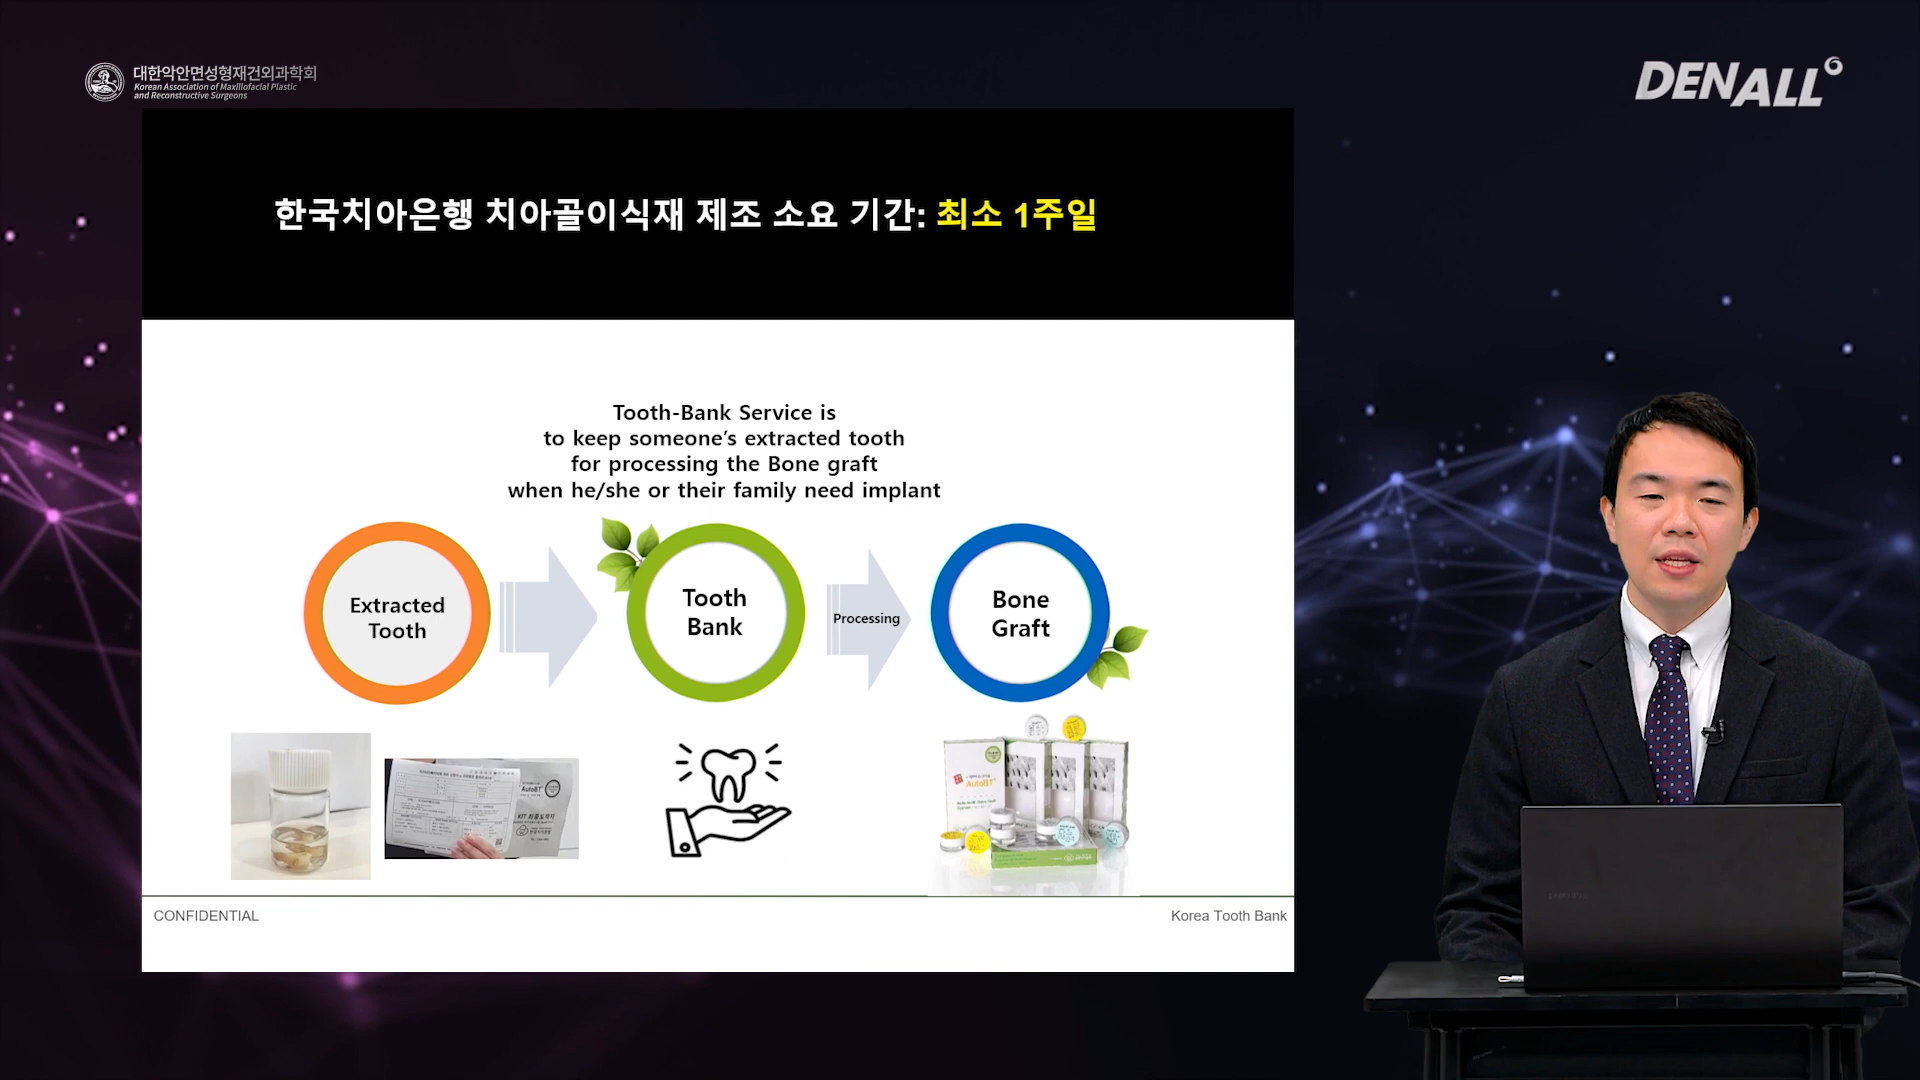 대한악안면성형재건외과학회
Korean Association of Maxillofacial Plastic
and Reconstructive Surgeons
DENALL
한국치아은행 치아골이식재 제조 소요 기간: 최소 1주일
Tooth-Bank Service is
to keep someone's extracted tooth
for processing the Bone graft
when he/she or their family need implant
Extracted
Tooth
Tooth
Bank
Processing
Bone
Graft
AutoBT
AutoBT
CONFIDENTIAL
Korea Tooth Bank